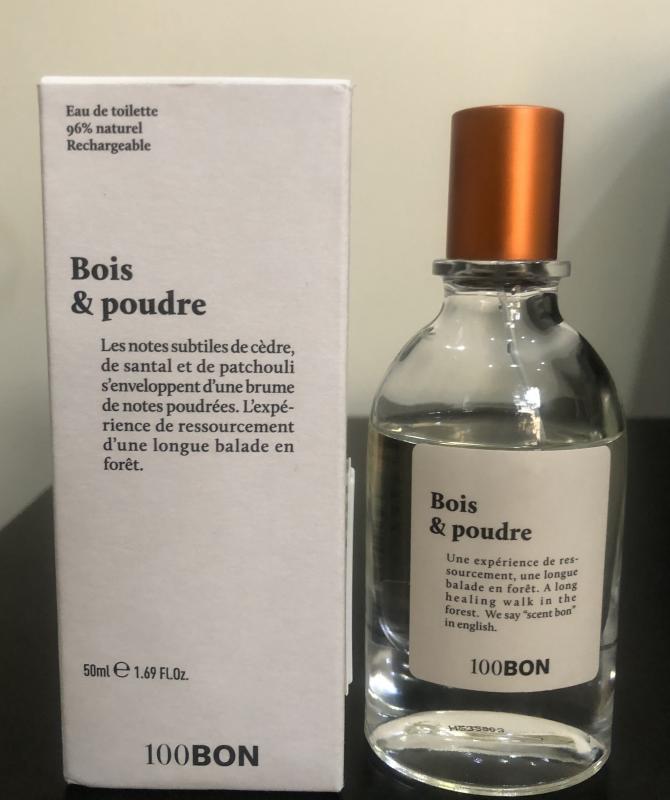 Eau de toilette
96% naturel
Rechargeable
Bois
& poudre
Les notes subtiles de cèdre,
de santal et de patchouli
s'enveloppent d'une brume
de notes poudrées. L'expé-
rience de ressourcement
d'une longue balade en
forêt.
50ml ℮ 1.69 FL.Oz.
100BON
Bois
& poudre
Une expérience de res-
sourcement, une longue
balade en forêt. A long
healing walk in the
forest. We say "scent bon"
in english.
100BON